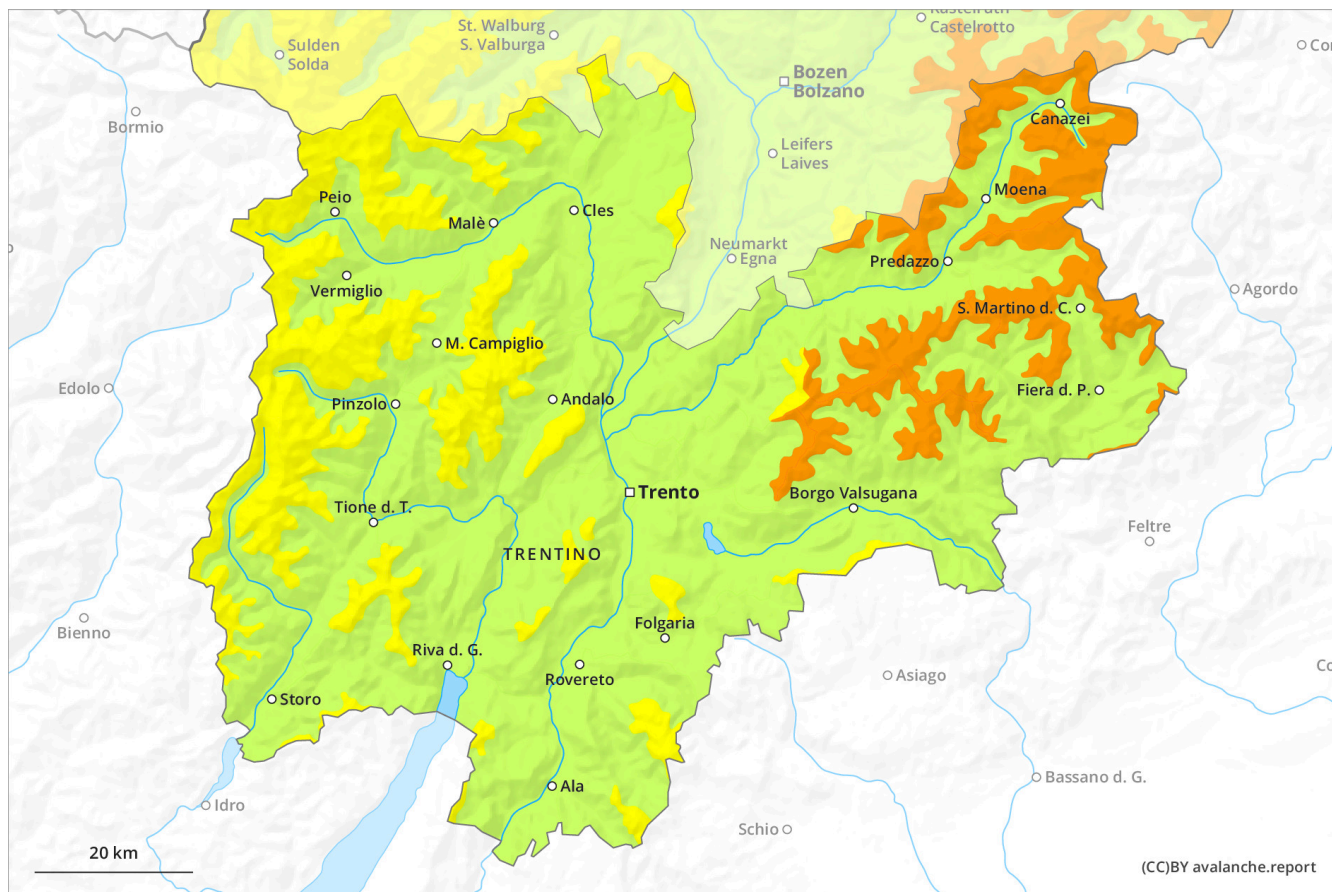 Kastelruth
Castelrotto
St. Walburg
S. Valburga
Sulden
Solda
Bozen
Bolzano
Bormio
Canazei
Leifers
Laives
Moena
Peio
Malè
Cles
Neumarkt
Egna
Predazzo
Vermiglio
Agordo
S. Martino d. C.
M. Campiglio
Edolo
Pinzolo
Andalo
Fiera d. P.
Trento
Borgo Valsugana
Tione d. T.
Feltre
TRENTINO
Bienno
Folgaria
Riva d. G.
Rovereto
Asiago
Storo
Ala
Bassano d. G.
Idro
Schio
20 km
(CC)BY avalanche.report